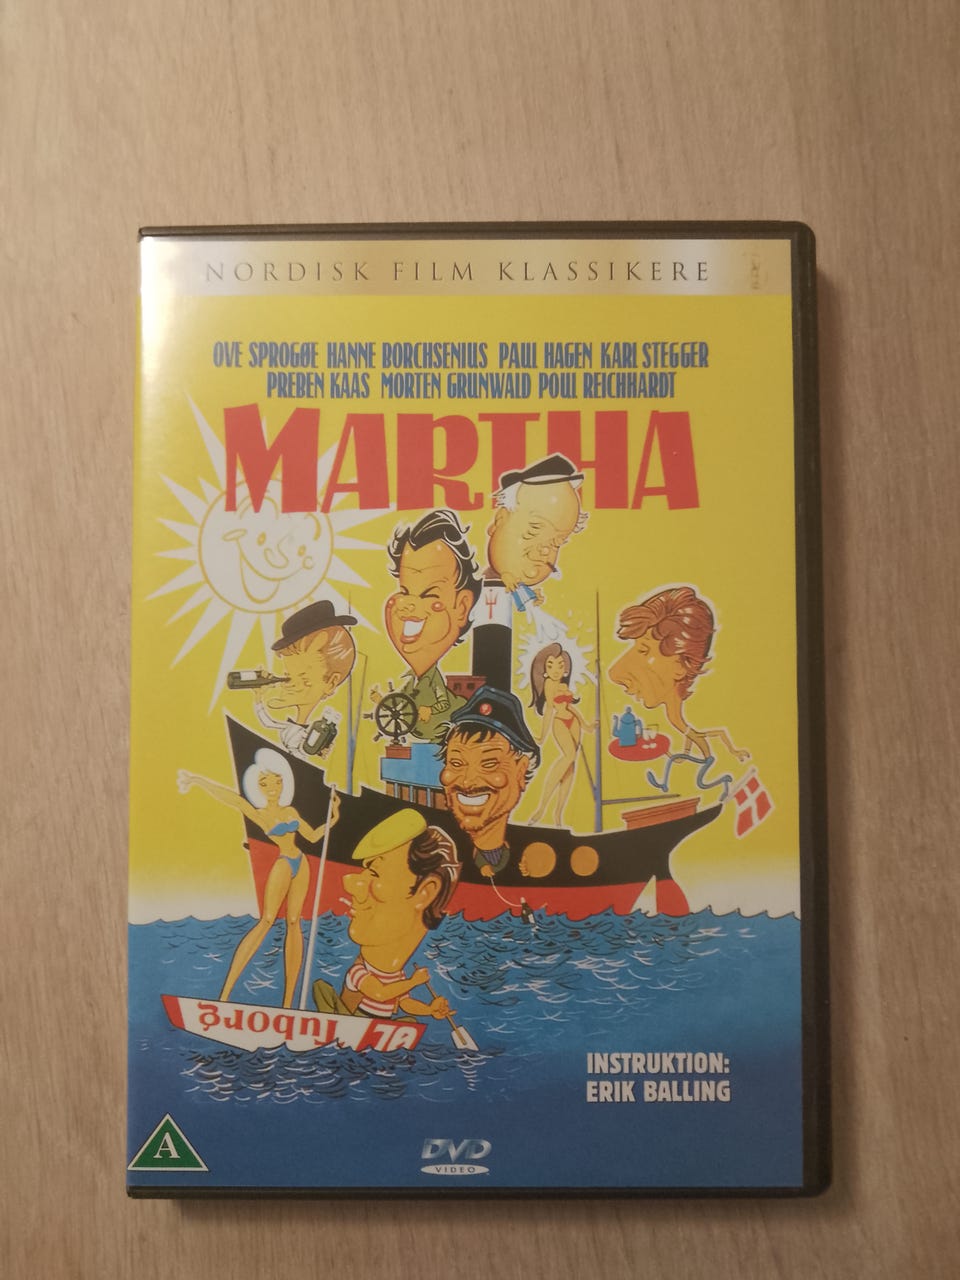 NORDISK FILM KLASSIKERE
OVE SPROGØE HANNE BORCHSENIUS PAUL HAGEN KARL STEGGER
PREBEN KAAS MORTEN GRUNWALD POUL REICHHARDT
MARTHA
Tuborg ØL
INSTRUKTION:
ERIK BALLING
A
DVD
VIDEO